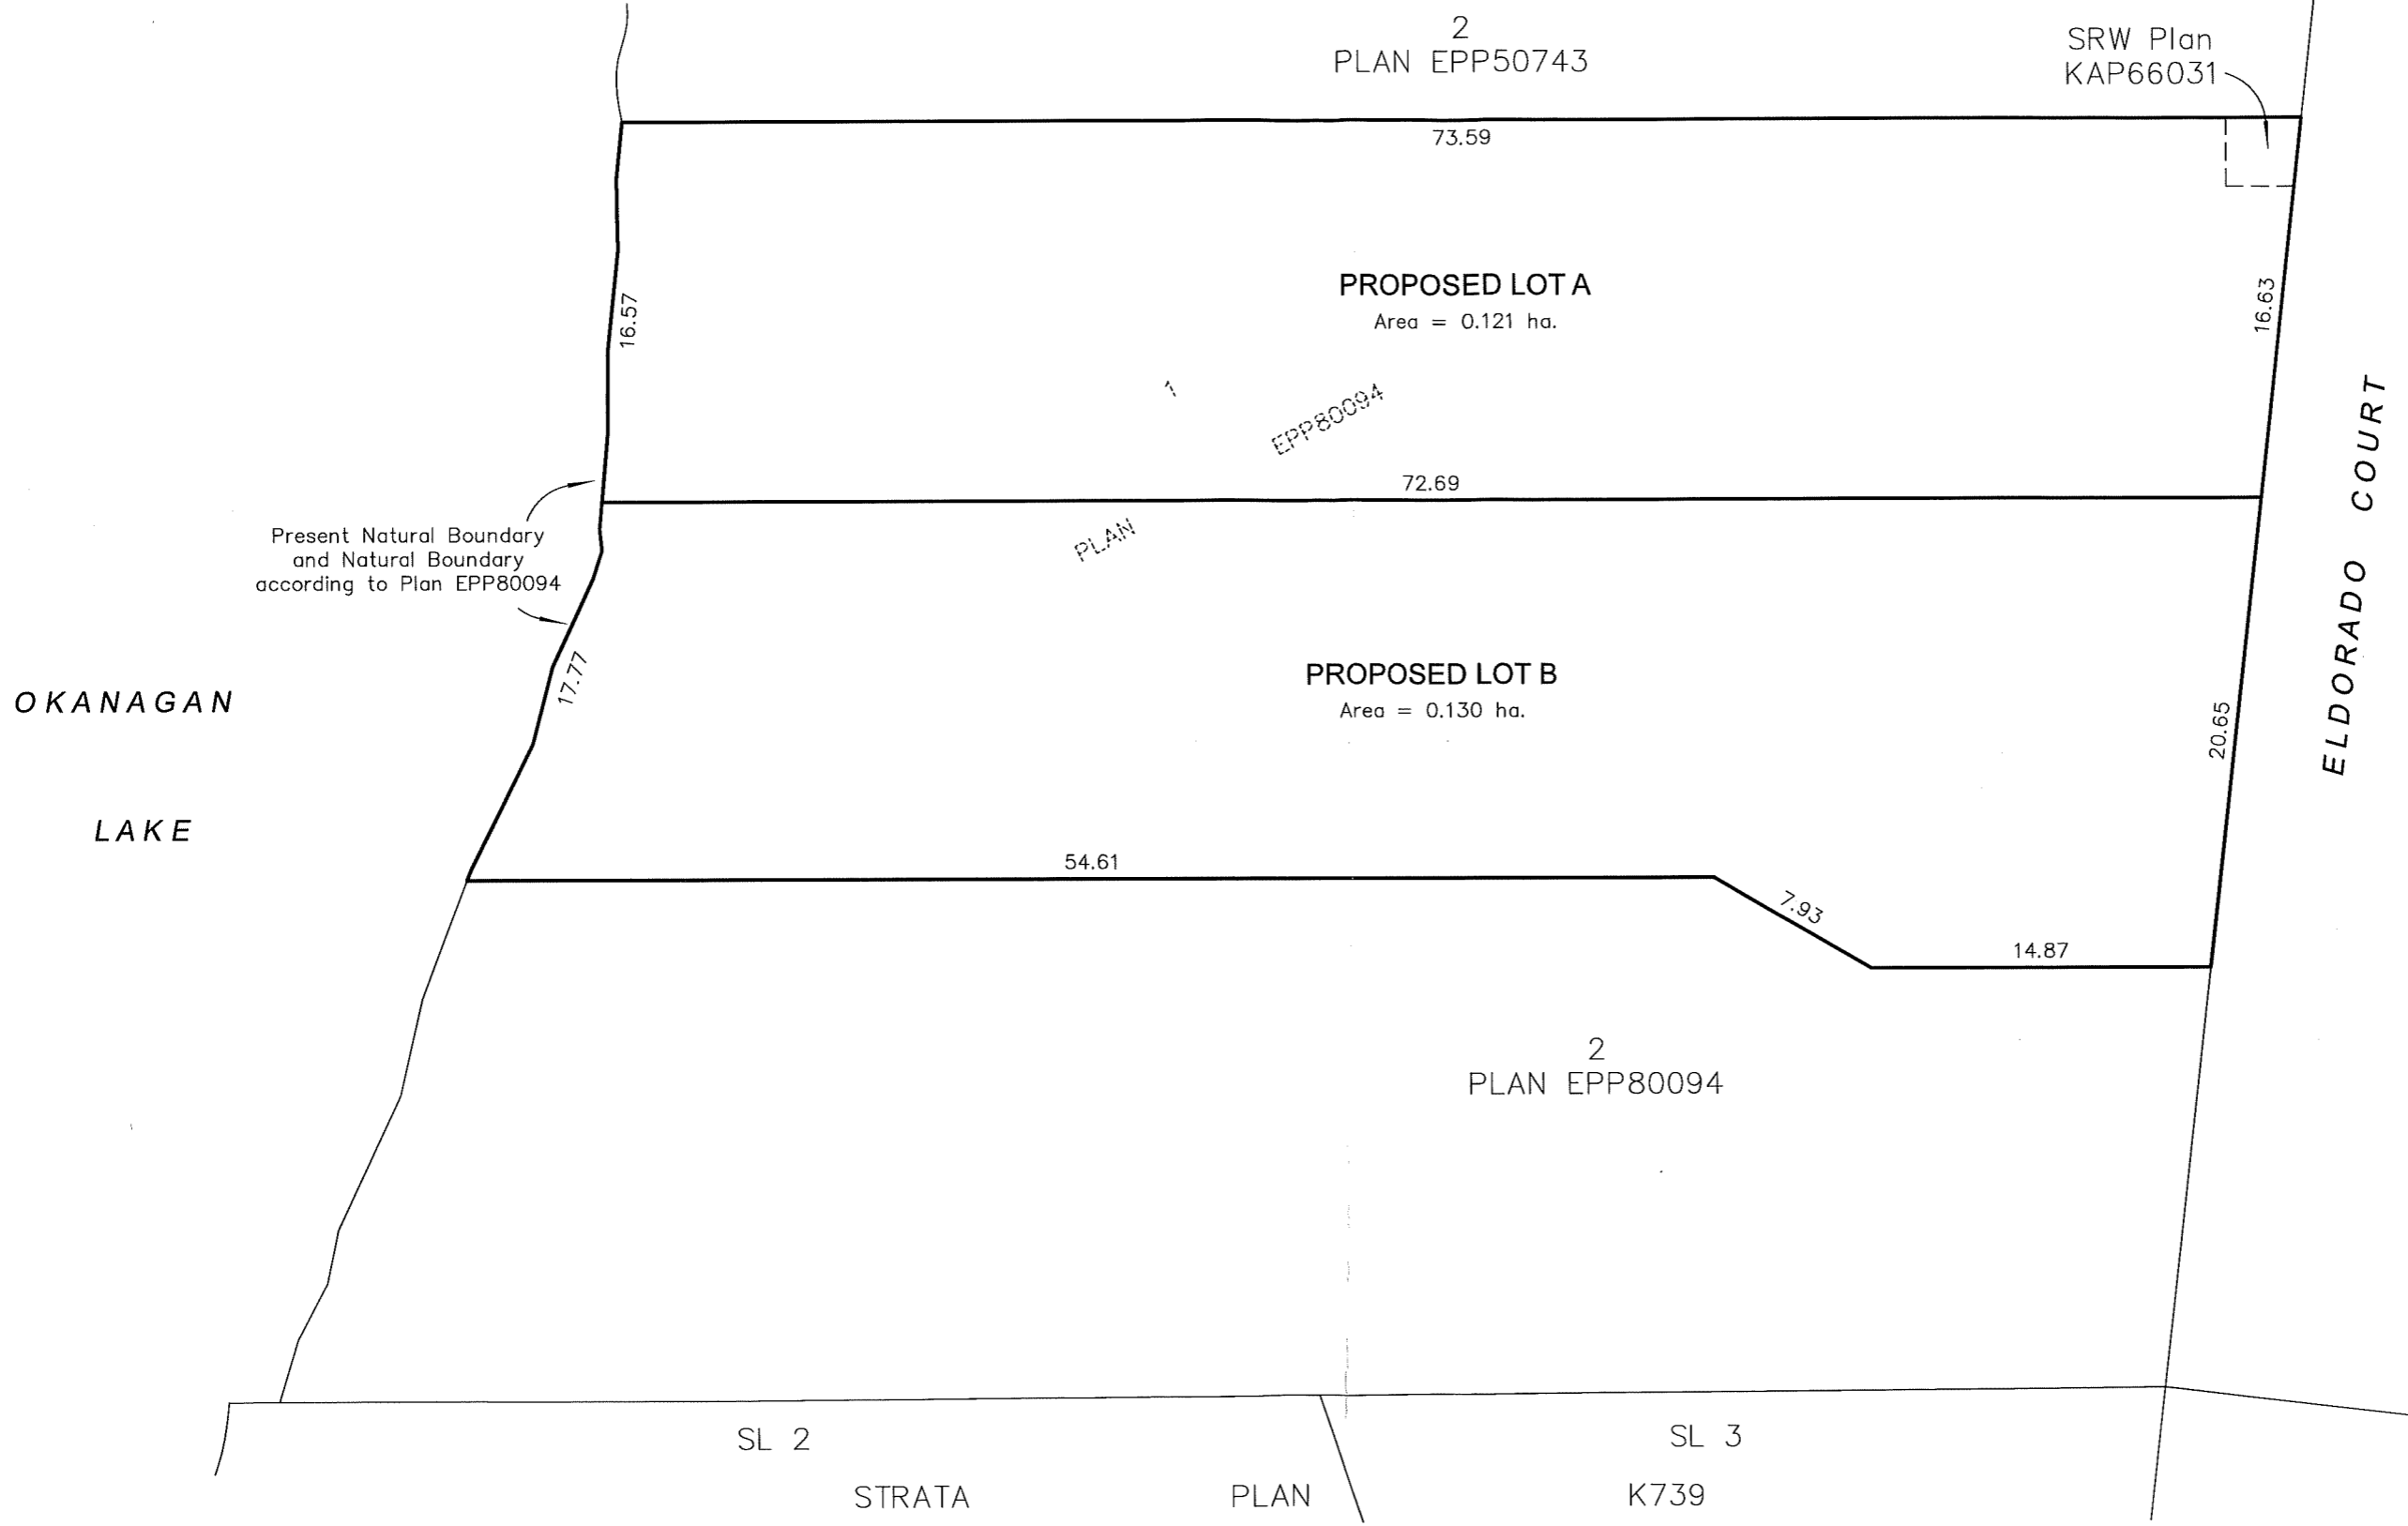 2
PLAN EPP50743
SRW Plan
KAP66031
73.59
PROPOSED LOT A
Area = 0.121 ha.
16.57
16.63
1
EPP80094
72.69
PLAN
ELDORADO COURT
Present Natural Boundary
and Natural Boundary
according to Plan EPP80094
17.77
PROPOSED LOT B
Area = 0.130 ha.
20.65
OKANAGAN
LAKE
54.61
7.93
14.87
2
PLAN EPP80094
SL 2
SL 3
STRATA PLAN K739